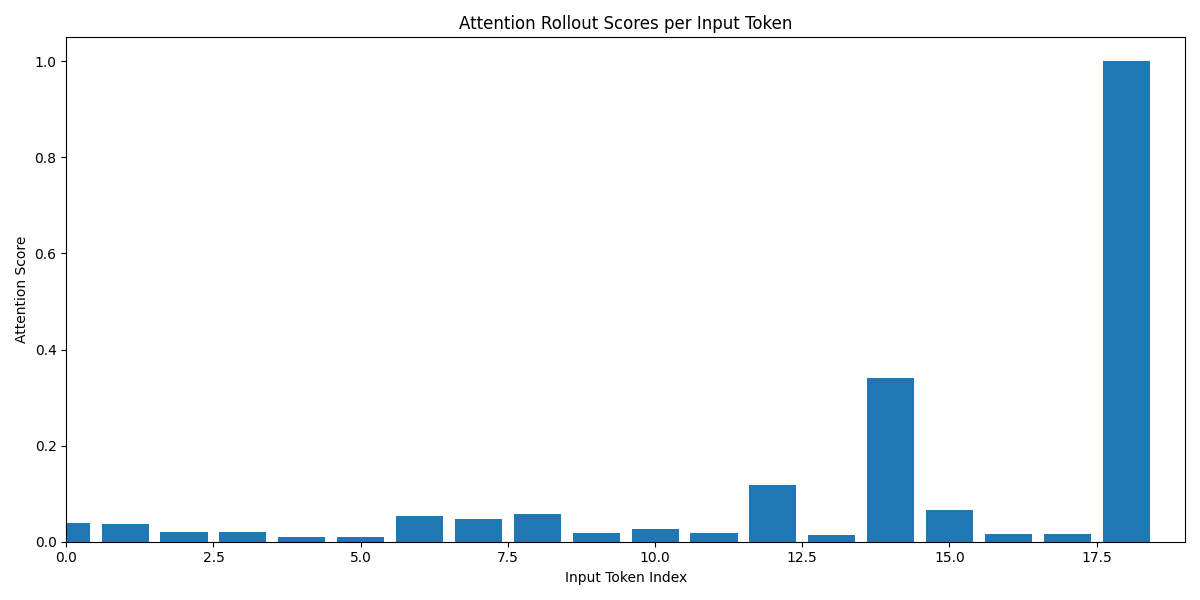 Attention Rollout Scores per Input Token
1.0
0.8
0.6
0.4
0.2
0.0
Attention Score
0.0 2.5 5.0 7.5 10.0 12.5 15.0 17.5
Input Token Index